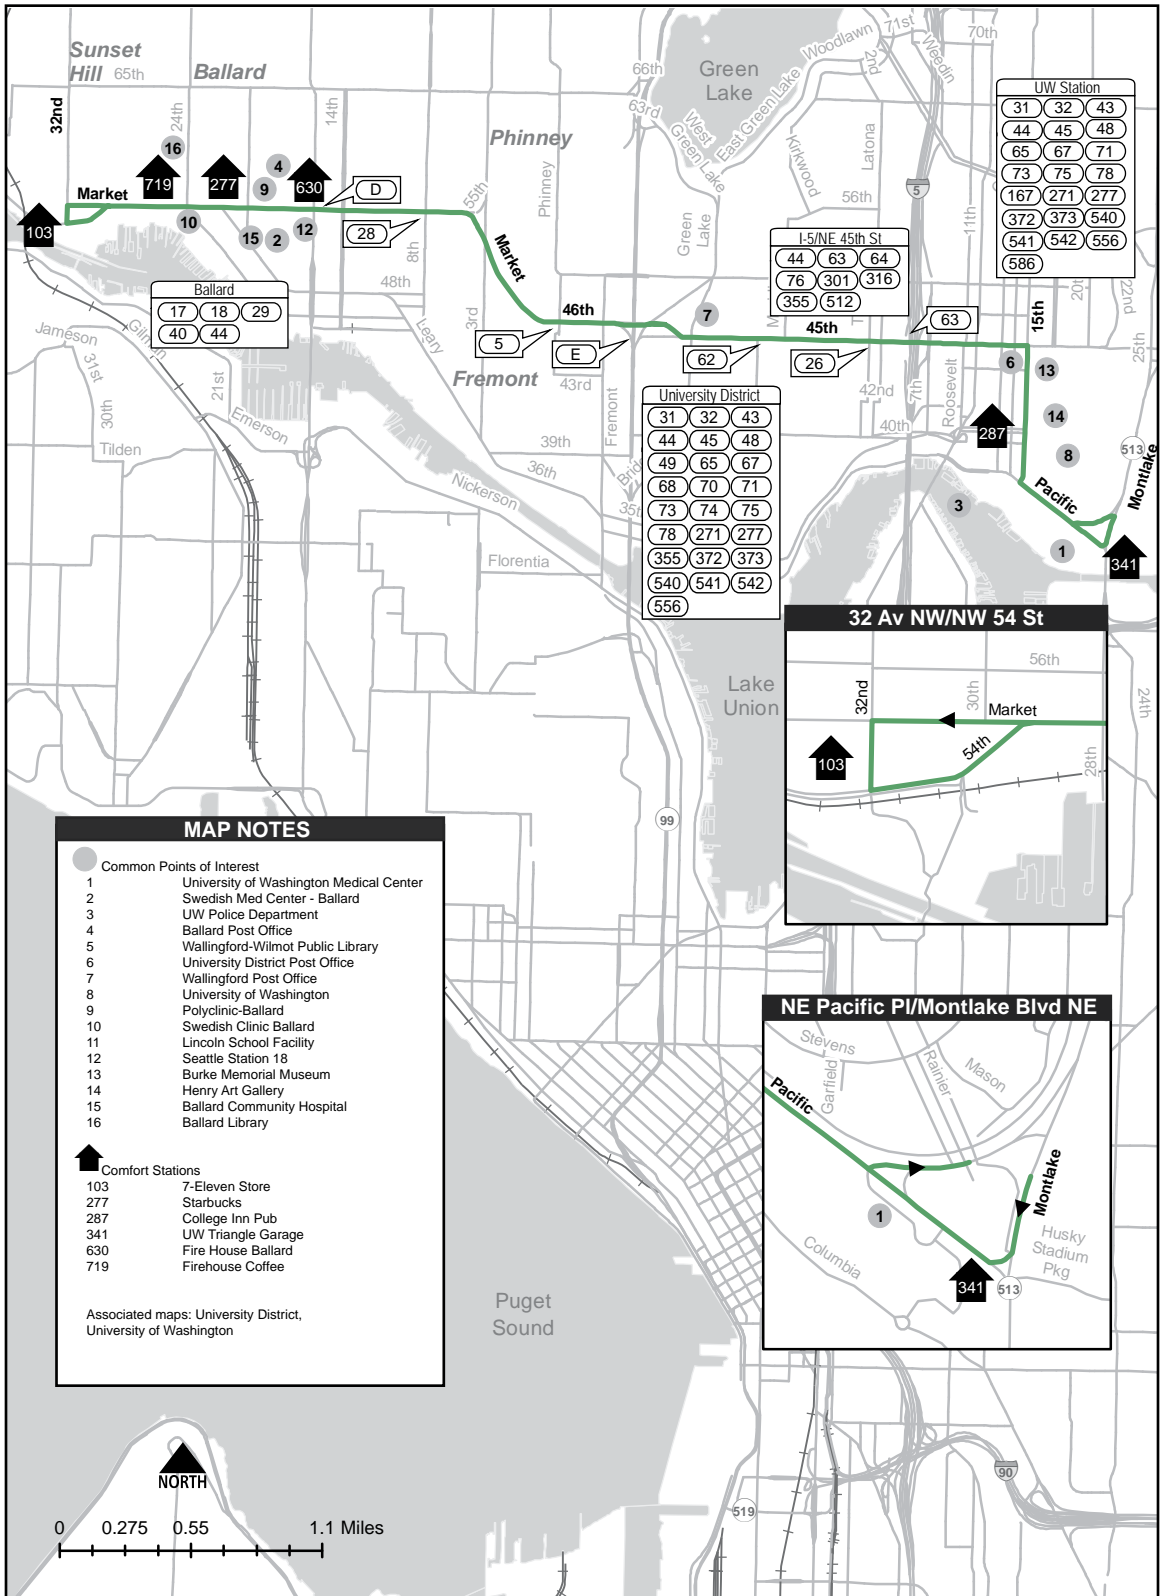 Sunset
Hill
65th
Ballard
32nd
24th
14th
66th
63rd
Green
Lake
Woodlawn
71st
2nd
Weedin
70th
West
Green Lake
East Green Lake
Kirkwood
Latona
56th
5
11th
Phinney
Phinney
55th
Green
Lake
UW Station
31 32 43
44 45 48
65 67 71
73 75 78
167 271 277
372 373 540
541 542 556
586
16
719
277
4
9
630
D
Market
103
10
15
2
12
28
8th
Market
48th
3rd
Leary
Ballard
17 18 29
40 44
Jameson
Gilman
31st
30th
21st
Emerson
Tilden
I-5/NE 45th St
44 63 64
76 301 316
355 512
7
46th
45th
63
15th
20th
22nd
25th
5
E
62
26
6
13
Fremont
43rd
Fremont
42nd
7th
Roosevelt
40th
287
14
8
513
Montlake
Pacific
3
1
341
39th
36th
35th
Nickerson
Florentia
University District
31 32 43
44 45 48
49 65 67
68 70 71
73 74 75
78 271 277
355 372 373
540 541 542
556
Lake
Union
24th
32 Av NW/NW 54 St
56th
32nd
30th
Market
54th
103
28th
99
MAP NOTES
Common Points of Interest
1 University of Washington Medical Center
2 Swedish Med Center - Ballard
3 UW Police Department
4 Ballard Post Office
5 Wallingford-Wilmot Public Library
6 University District Post Office
7 Wallingford Post Office
8 University of Washington
9 Polyclinic-Ballard
10 Swedish Clinic Ballard
11 Lincoln School Facility
12 Seattle Station 18
13 Burke Memorial Museum
14 Henry Art Gallery
15 Ballard Community Hospital
16 Ballard Library
Comfort Stations
103 7-Eleven Store
277 Starbucks
287 College Inn Pub
341 UW Triangle Garage
630 Fire House Ballard
719 Firehouse Coffee
Associated maps: University District,
University of Washington
NE Pacific Pl/Montlake Blvd NE
Stevens
Garfield
Rainier
Mason
Pacific
Montlake
1
Columbia
Husky
Stadium
Pkg
341
513
Puget
Sound
90
519
NORTH
0 0.275 0.55 1.1 Miles